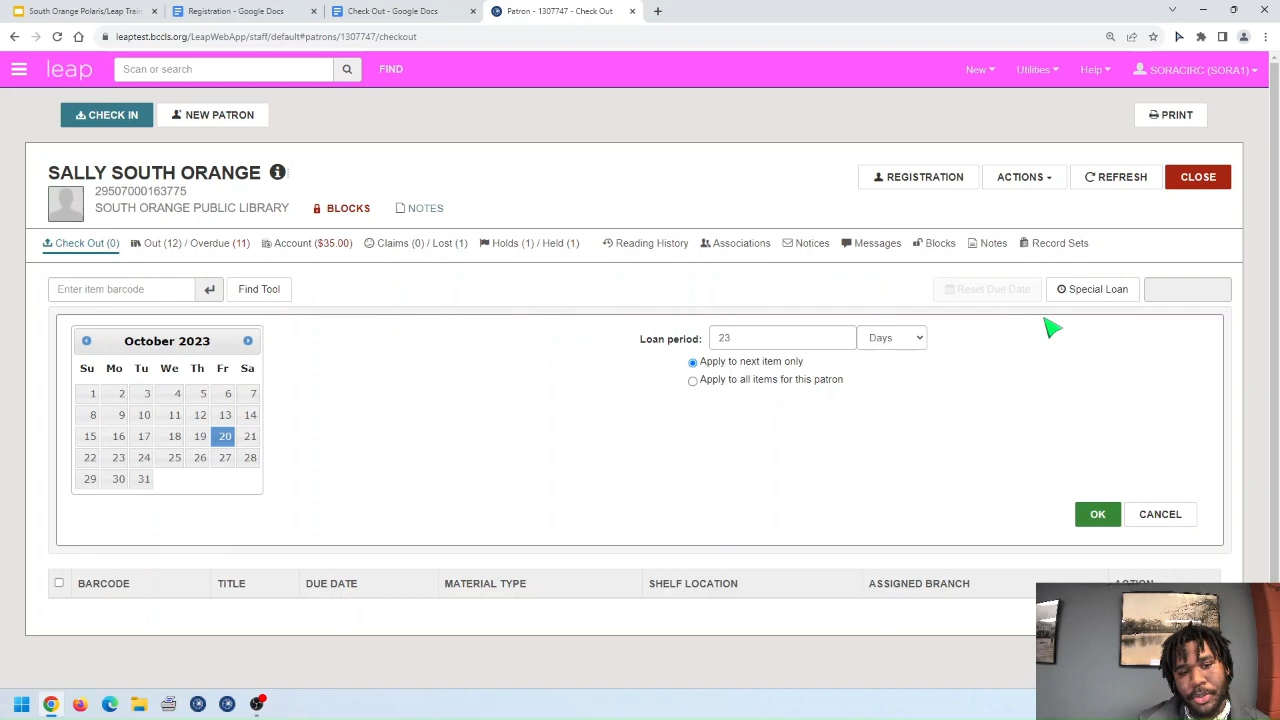 South Orange Polaris/Leap Train
Registration - Google Docs
Check Out - Google Docs
Patron - 1307747 - Check Out
leaptest.bccls.org/LeapWebApp/staff/default#patrons/1307747/checkout
leap
Scan or search
FIND
New
Utilities
Help
SORACIRC (SORA1)
CHECK IN
NEW PATRON
PRINT
SALLY SOUTH ORANGE
29507000163775
SOUTH ORANGE PUBLIC LIBRARY
BLOCKS
NOTES
REGISTRATION
ACTIONS
REFRESH
CLOSE
Check Out (0)
Out (12) / Overdue (11)
Account ($35.00)
Claims (0) / Lost (1)
Holds (1) / Held (1)
Reading History
Associations
Notices
Messages
Blocks
Notes
Record Sets
Enter item barcode
Find Tool
Reset Due Date
Special Loan
October 2023
Su Mo Tu We Th Fr Sa
1 2 3 4 5 6 7
8 9 10 11 12 13 14
15 16 17 18 19 20 21
22 23 24 25 26 27 28
29 30 31
Loan period: 23 Days
Apply to next item only
Apply to all items for this patron
OK
CANCEL
BARCODE TITLE DUE DATE MATERIAL TYPE SHELF LOCATION ASSIGNED BRANCH